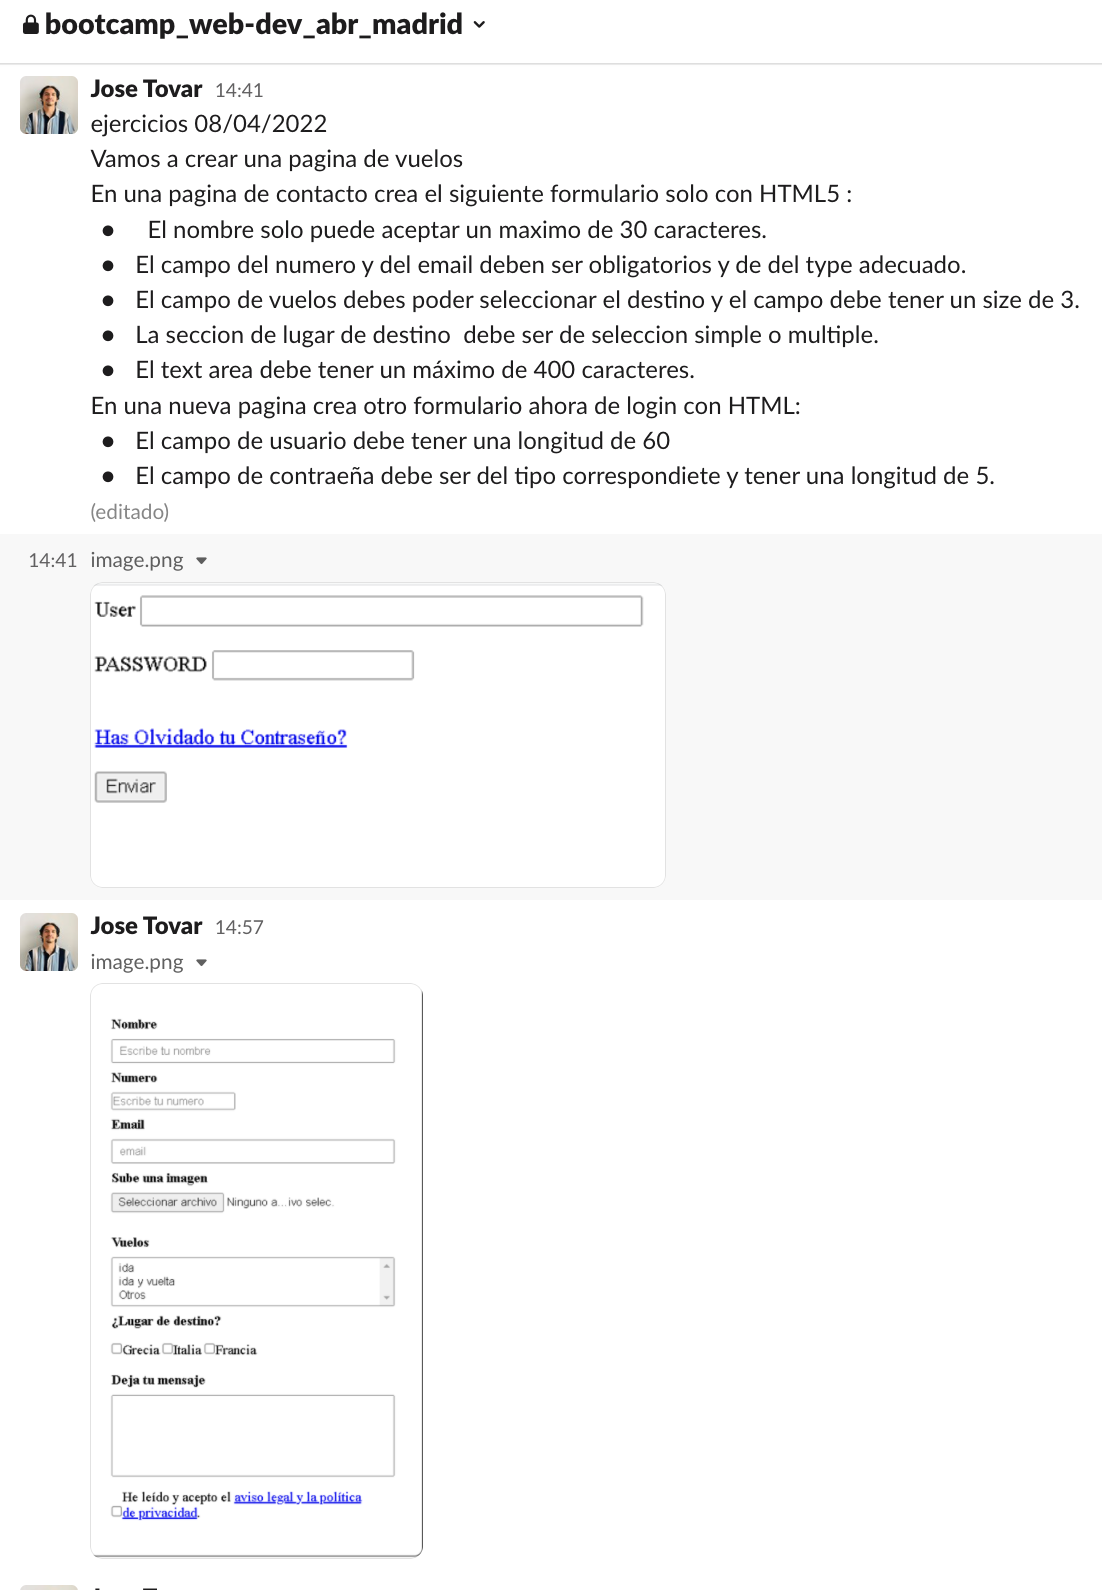 bootcamp_web-dev_abr_madrid
Jose Tovar 14:41
ejercicios 08/04/2022
Vamos a crear una pagina de vuelos
En una pagina de contacto crea el siguiente formulario solo con HTML5 :
● El nombre solo puede aceptar un maximo de 30 caracteres.
● El campo del numero y del email deben ser obligatorios y de del type adecuado.
● El campo de vuelos debes poder seleccionar el destino y el campo debe tener un size de 3.
● La seccion de lugar de destino  debe ser de seleccion simple o multiple.
● El text area debe tener un máximo de 400 caracteres.
En una nueva pagina crea otro formulario ahora de login con HTML:
● El campo de usuario debe tener una longitud de 60
● El campo de contraeña debe ser del tipo correspondiete y tener una longitud de 5.
(editado)
14:41 image.png
User
PASSWORD
Has Olvidado tu Contraseño?
Enviar
Jose Tovar 14:57
image.png
Nombre
Escribe tu nombre
Numero
Escribe tu numero
Email
email
Sube una imagen
Seleccionar archivo Ninguno a...ivo selec.
Vuelos
ida
ida y vuelta
Otros
¿Lugar de destino?
Grecia Italia Francia
Deja tu mensaje
He leído y acepto el aviso legal y la política
de privacidad.